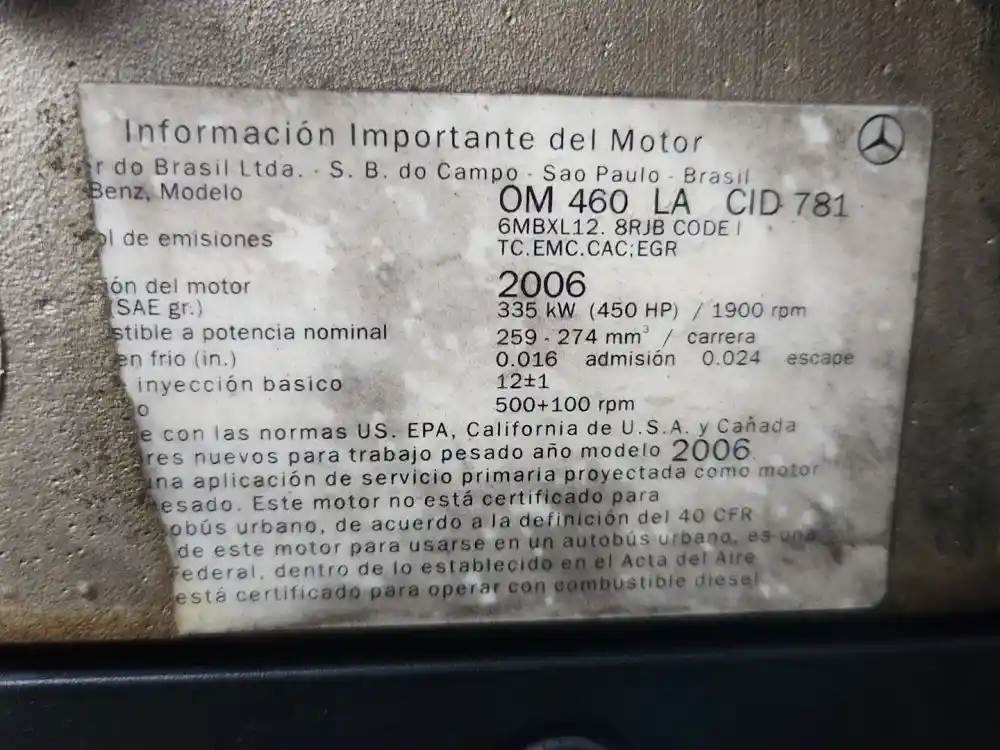 Información Importante del Motor
r do Brasil Ltda. · S. B. do Campo - Sao Paulo - Brasil
Benz, Modelo OM 460 LA CID 781
6MBXL12. 8RJB CODE I
ol de emisiones TC.EMC.CAC;EGR
ón del motor 2006
(SAE gr.) 335 kW (450 HP) / 1900 rpm
stible a potencia nominal 259 - 274 mm³ / carrera
en frio (in.) 0.016 admisión 0.024 escape
inyección básico 12±1
o 500+100 rpm
e con las normas US. EPA, California de U.S.A. y Cañada
res nuevos para trabajo pesado año modelo 2006
una aplicación de servicio primaria proyectada como motor
esado. Este motor no está certificado para
obús urbano, de acuerdo a la definición del 40 CFR
de este motor para usarse en un autobús urbano, es una
Federal, dentro de lo establecido en el Acta del Aire
está certificado para operar con combustible diesel